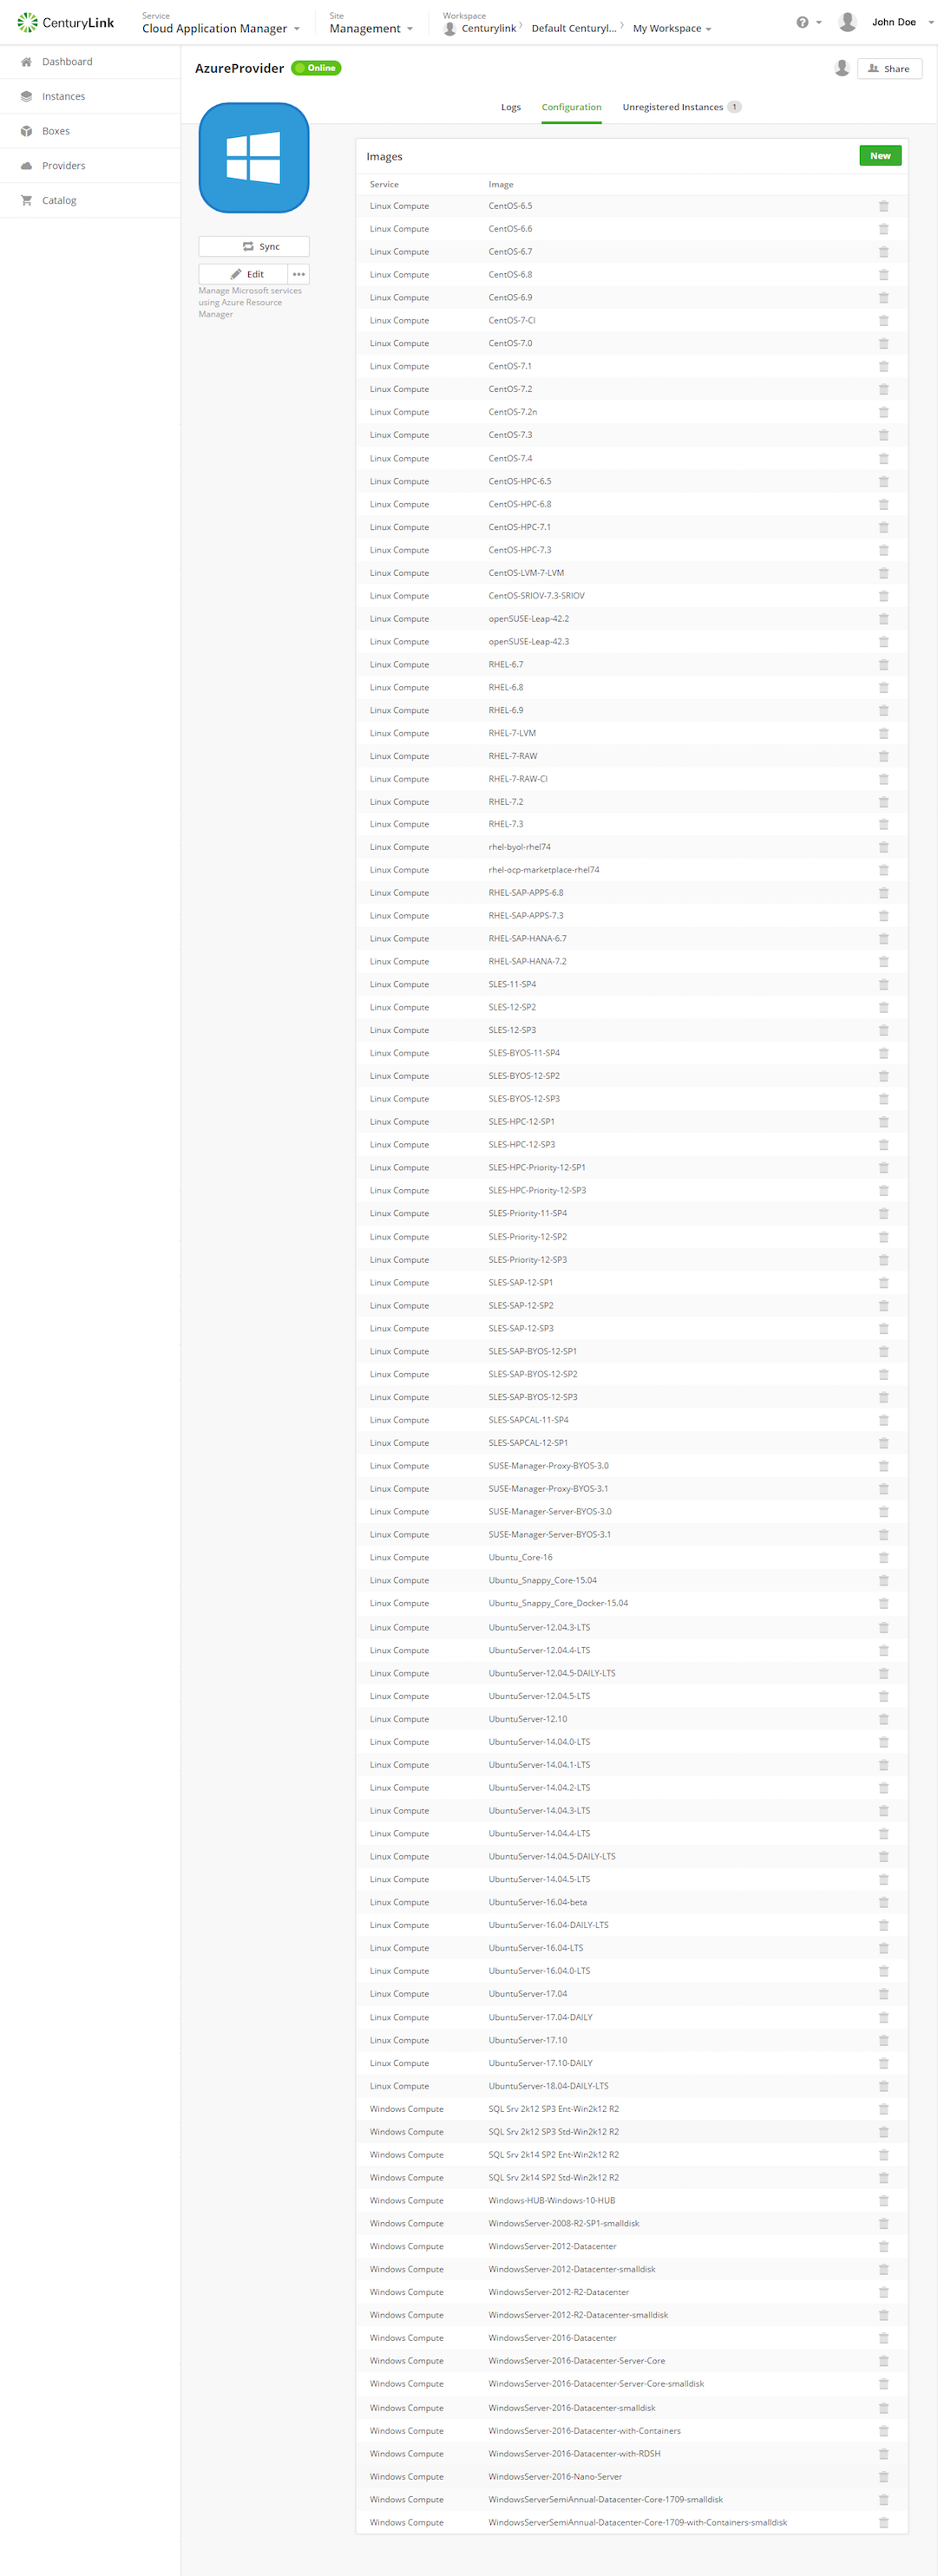 CenturyLink
Service
Cloud Application Manager
Site
Management
Workspace
Centurylink
Default Centuryl...
My Workspace
John Doe
Dashboard
Instances
Boxes
Providers
Catalog
AzureProvider
Online
Share
Logs
Configuration
Unregistered Instances 1
Sync
Edit
Manage Microsoft services
using Azure Resource
Manager
Images
New
Service Image
Linux Compute CentOS-6.5
Linux Compute CentOS-6.6
Linux Compute CentOS-6.7
Linux Compute CentOS-6.8
Linux Compute CentOS-6.9
Linux Compute CentOS-7-CI
Linux Compute CentOS-7.0
Linux Compute CentOS-7.1
Linux Compute CentOS-7.2
Linux Compute CentOS-7.2n
Linux Compute CentOS-7.3
Linux Compute CentOS-7.4
Linux Compute CentOS-HPC-6.5
Linux Compute CentOS-HPC-6.8
Linux Compute CentOS-HPC-7.1
Linux Compute CentOS-HPC-7.3
Linux Compute CentOS-LVM-7-LVM
Linux Compute CentOS-SRIOV-7.3-SRIOV
Linux Compute openSUSE-Leap-42.2
Linux Compute openSUSE-Leap-42.3
Linux Compute RHEL-6.7
Linux Compute RHEL-6.8
Linux Compute RHEL-6.9
Linux Compute RHEL-7-LVM
Linux Compute RHEL-7-RAW
Linux Compute RHEL-7-RAW-CI
Linux Compute RHEL-7.2
Linux Compute RHEL-7.3
Linux Compute rhel-byol-rhel74
Linux Compute rhel-ocp-marketplace-rhel74
Linux Compute RHEL-SAP-APPS-6.8
Linux Compute RHEL-SAP-APPS-7.3
Linux Compute RHEL-SAP-HANA-6.7
Linux Compute RHEL-SAP-HANA-7.2
Linux Compute SLES-11-SP4
Linux Compute SLES-12-SP2
Linux Compute SLES-12-SP3
Linux Compute SLES-BYOS-11-SP4
Linux Compute SLES-BYOS-12-SP2
Linux Compute SLES-BYOS-12-SP3
Linux Compute SLES-HPC-12-SP1
Linux Compute SLES-HPC-12-SP3
Linux Compute SLES-HPC-Priority-12-SP1
Linux Compute SLES-HPC-Priority-12-SP3
Linux Compute SLES-Priority-11-SP4
Linux Compute SLES-Priority-12-SP2
Linux Compute SLES-Priority-12-SP3
Linux Compute SLES-SAP-12-SP1
Linux Compute SLES-SAP-12-SP2
Linux Compute SLES-SAP-12-SP3
Linux Compute SLES-SAP-BYOS-12-SP1
Linux Compute SLES-SAP-BYOS-12-SP2
Linux Compute SLES-SAP-BYOS-12-SP3
Linux Compute SLES-SAPCAL-11-SP4
Linux Compute SLES-SAPCAL-12-SP1
Linux Compute SUSE-Manager-Proxy-BYOS-3.0
Linux Compute SUSE-Manager-Proxy-BYOS-3.1
Linux Compute SUSE-Manager-Server-BYOS-3.0
Linux Compute SUSE-Manager-Server-BYOS-3.1
Linux Compute Ubuntu_Core-16
Linux Compute Ubuntu_Snappy_Core-15.04
Linux Compute Ubuntu_Snappy_Core_Docker-15.04
Linux Compute UbuntuServer-12.04.3-LTS
Linux Compute UbuntuServer-12.04.4-LTS
Linux Compute UbuntuServer-12.04.5-DAILY-LTS
Linux Compute UbuntuServer-12.04.5-LTS
Linux Compute UbuntuServer-12.10
Linux Compute UbuntuServer-14.04.0-LTS
Linux Compute UbuntuServer-14.04.1-LTS
Linux Compute UbuntuServer-14.04.2-LTS
Linux Compute UbuntuServer-14.04.3-LTS
Linux Compute UbuntuServer-14.04.4-LTS
Linux Compute UbuntuServer-14.04.5-DAILY-LTS
Linux Compute UbuntuServer-14.04.5-LTS
Linux Compute UbuntuServer-16.04-beta
Linux Compute UbuntuServer-16.04-DAILY-LTS
Linux Compute UbuntuServer-16.04-LTS
Linux Compute UbuntuServer-16.04.0-LTS
Linux Compute UbuntuServer-17.04
Linux Compute UbuntuServer-17.04-DAILY
Linux Compute UbuntuServer-17.10
Linux Compute UbuntuServer-17.10-DAILY
Linux Compute UbuntuServer-18.04-DAILY-LTS
Windows Compute SQL Srv 2k12 SP3 Ent-Win2k12 R2
Windows Compute SQL Srv 2k12 SP3 Std-Win2k12 R2
Windows Compute SQL Srv 2k14 SP2 Ent-Win2k12 R2
Windows Compute SQL Srv 2k14 SP2 Std-Win2k12 R2
Windows Compute Windows-HUB-Windows-10-HUB
Windows Compute WindowsServer-2008-R2-SP1-smalldisk
Windows Compute WindowsServer-2012-Datacenter
Windows Compute WindowsServer-2012-Datacenter-smalldisk
Windows Compute WindowsServer-2012-R2-Datacenter
Windows Compute WindowsServer-2012-R2-Datacenter-smalldisk
Windows Compute WindowsServer-2016-Datacenter
Windows Compute WindowsServer-2016-Datacenter-Server-Core
Windows Compute WindowsServer-2016-Datacenter-Server-Core-smalldisk
Windows Compute WindowsServer-2016-Datacenter-smalldisk
Windows Compute WindowsServer-2016-Datacenter-with-Containers
Windows Compute WindowsServer-2016-Datacenter-with-RDSH
Windows Compute WindowsServer-2016-Nano-Server
Windows Compute WindowsServerSemiAnnual-Datacenter-Core-1709-smalldisk
Windows Compute WindowsServerSemiAnnual-Datacenter-Core-1709-with-Containers-smalldisk